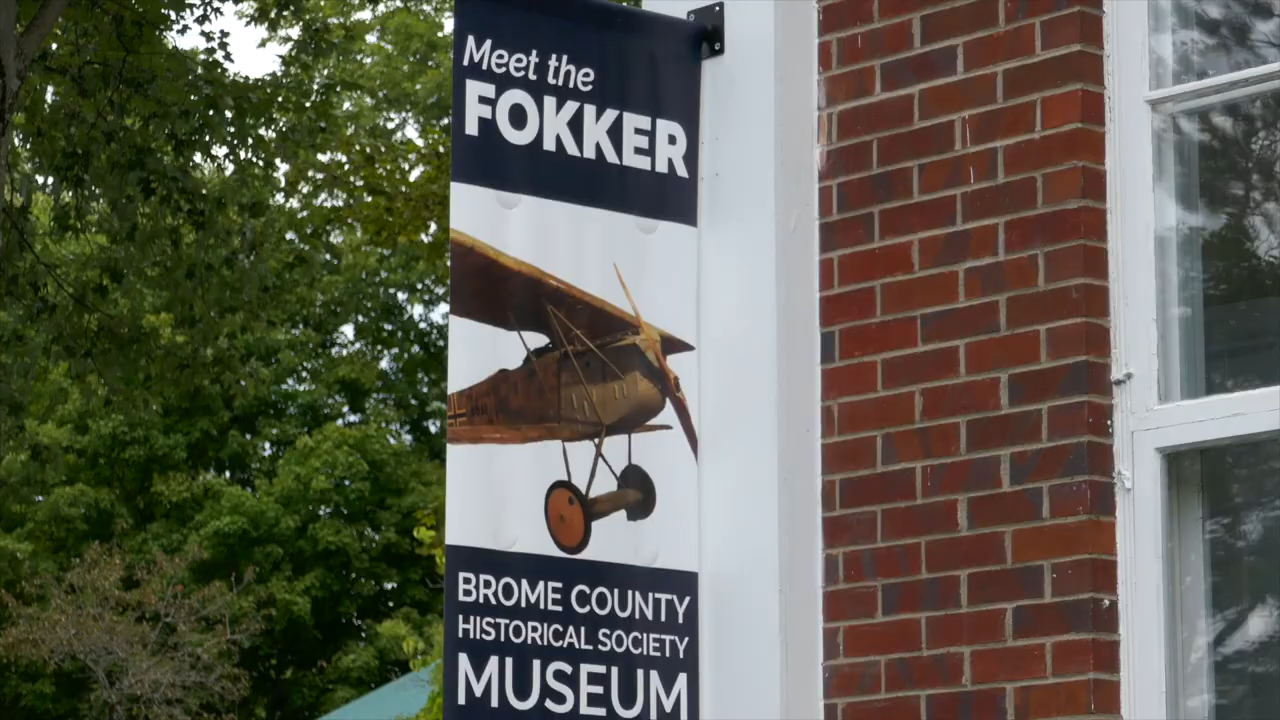 Meet the
FOKKER
BROME COUNTY
HISTORICAL SOCIETY
MUSEUM